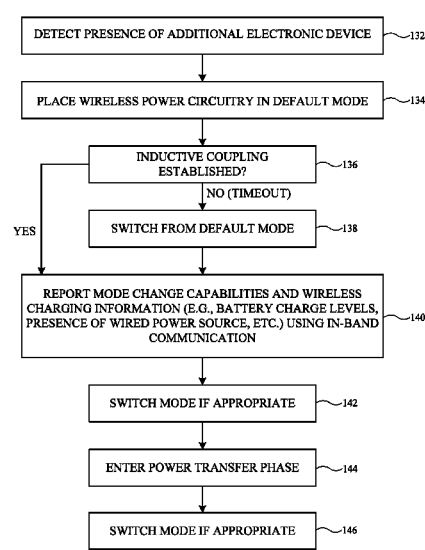 DETECT PRESENCE OF ADDITIONAL ELECTRONIC DEVICE
132
PLACE WIRELESS POWER CIRCUITRY IN DEFAULT MODE
134
INDUCTIVE COUPLING
ESTABLISHED?
136
NO (TIMEOUT)
YES
SWITCH FROM DEFAULT MODE
138
REPORT MODE CHANGE CAPABILITIES AND WIRELESS
CHARGING INFORMATION (E.G., BATTERY CHARGE LEVELS,
PRESENCE OF WIRED POWER SOURCE, ETC.) USING IN-BAND
COMMUNICATION
140
SWITCH MODE IF APPROPRIATE
142
ENTER POWER TRANSFER PHASE
144
SWITCH MODE IF APPROPRIATE
146